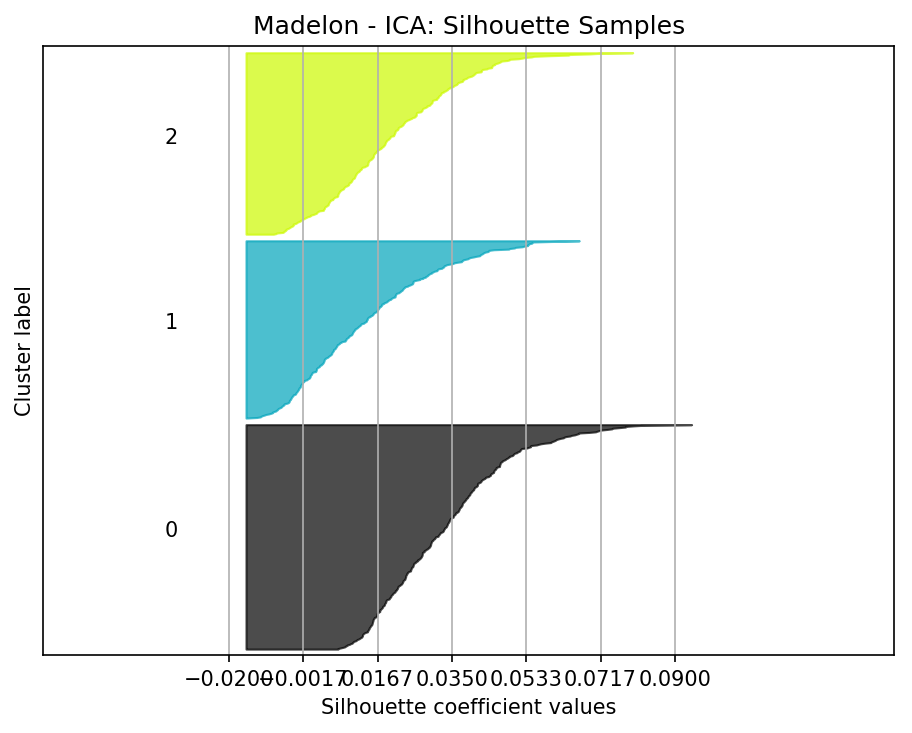 Madelon - ICA: Silhouette Samples
2
1
0
Cluster label
−0.0200 −0.0017 0.0167 0.0350 0.0533 0.0717 0.0900
Silhouette coefficient values